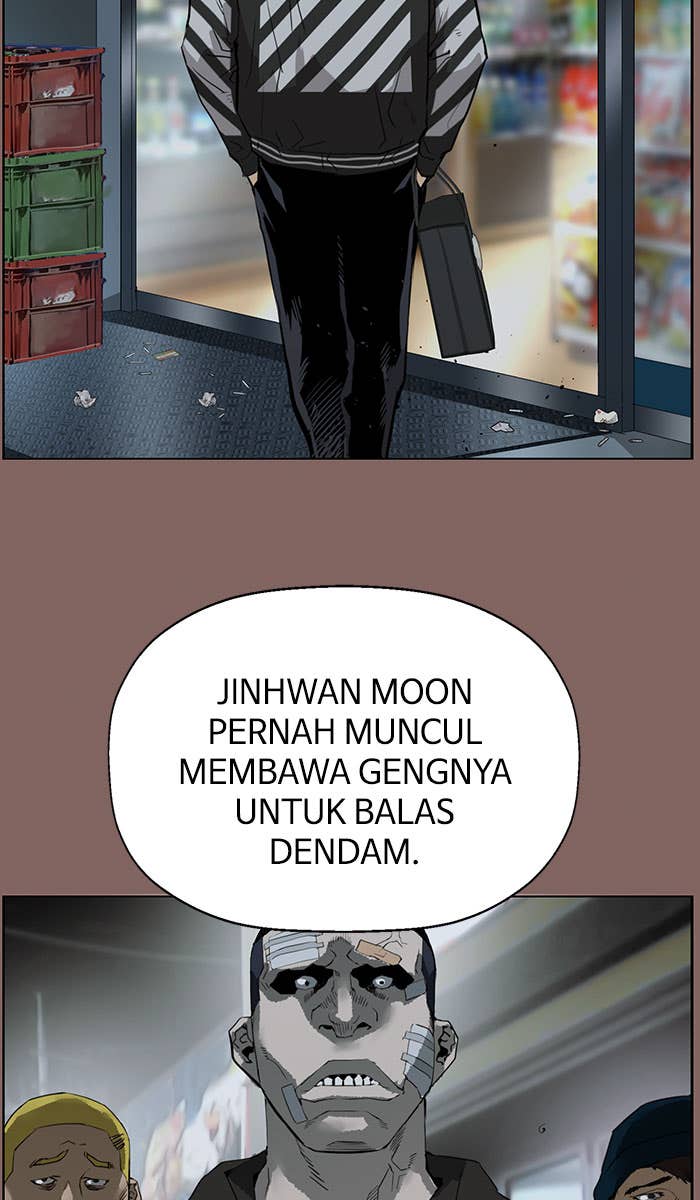 JINHWAN MOON
PERNAH MUNCUL
MEMBAWA GENGNYA
UNTUK BALAS
DENDAM.